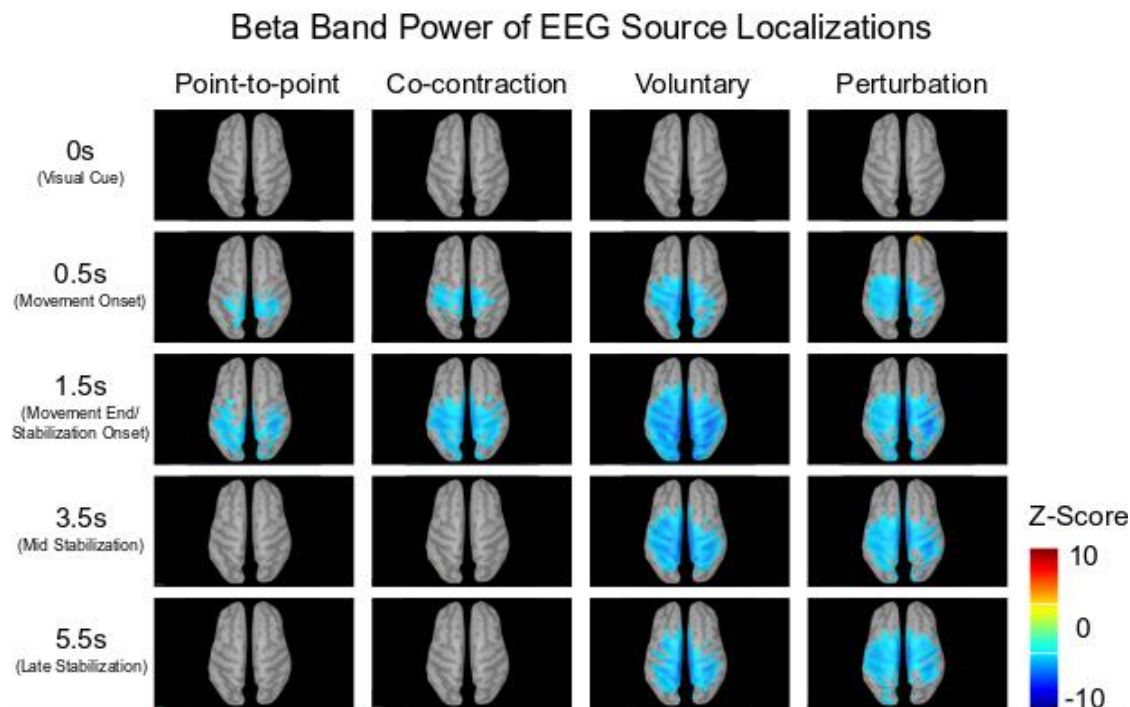 Beta Band Power of EEG Source Localizations
Point-to-point Co-contraction Voluntary Perturbation
0s
(Visual Cue)
0.5s
(Movement Onset)
1.5s
(Movement End/
Stabilization Onset)
3.5s
(Mid Stabilization)
5.5s
(Late Stabilization)
Z-Score
10
0
-10